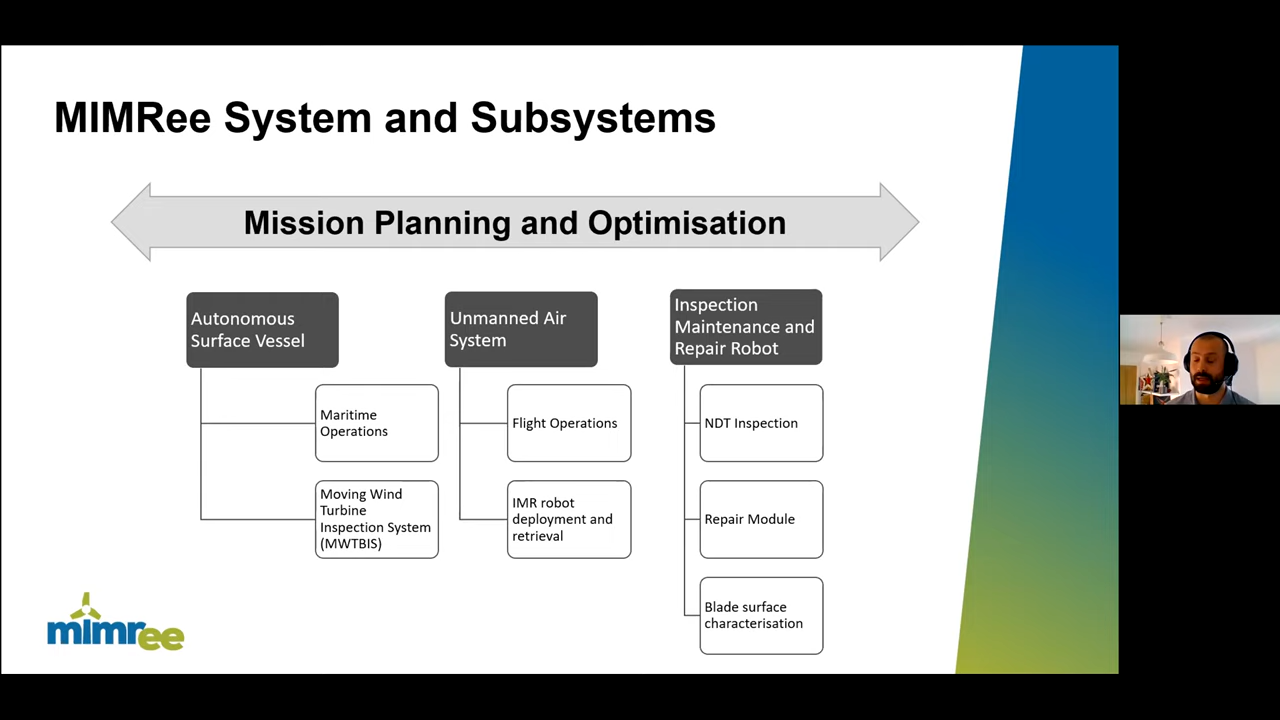 MIMRee System and Subsystems
Mission Planning and Optimisation
Autonomous
Surface Vessel
Maritime
Operations
Moving Wind
Turbine
Inspection System
(MWTBIS)
Unmanned Air
System
Flight Operations
IMR robot
deployment and
retrieval
Inspection
Maintenance and
Repair Robot
NDT Inspection
Repair Module
Blade surface
characterisation
mimree